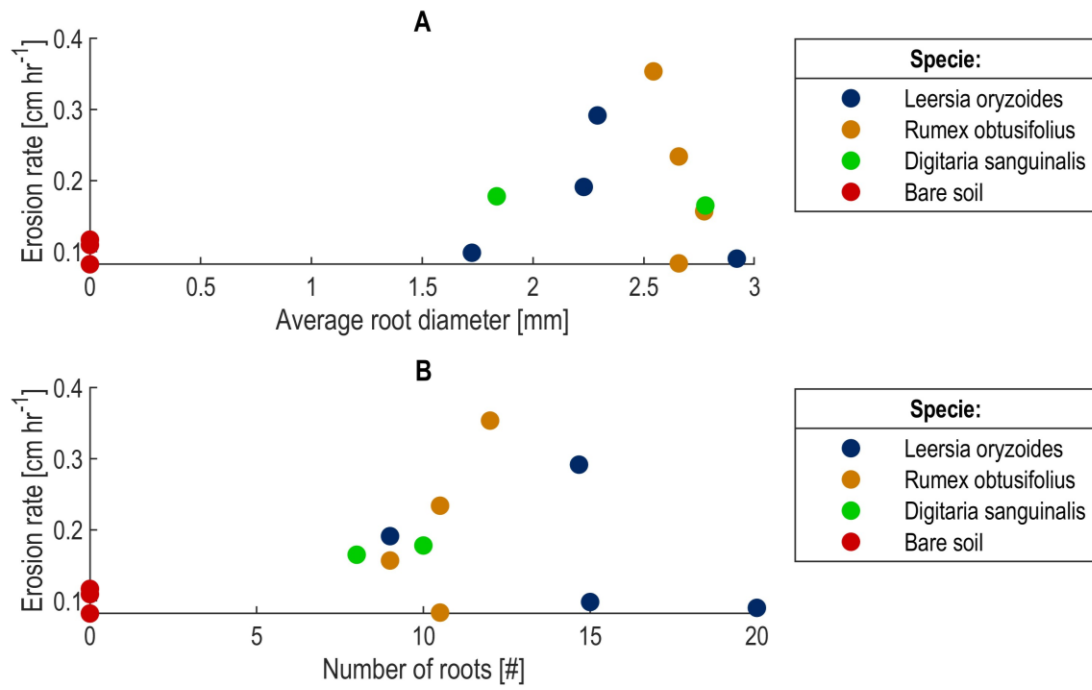 A
0.4
0.3
0.2
0.1
Erosion rate [cm hr⁻¹]
0 0.5 1 1.5 2 2.5 3
Average root diameter [mm]
Specie:
Leersia oryzoides
Rumex obtusifolius
Digitaria sanguinalis
Bare soil
B
0.4
0.3
0.2
0.1
Erosion rate [cm hr⁻¹]
0 5 10 15 20
Number of roots [#]
Specie:
Leersia oryzoides
Rumex obtusifolius
Digitaria sanguinalis
Bare soil